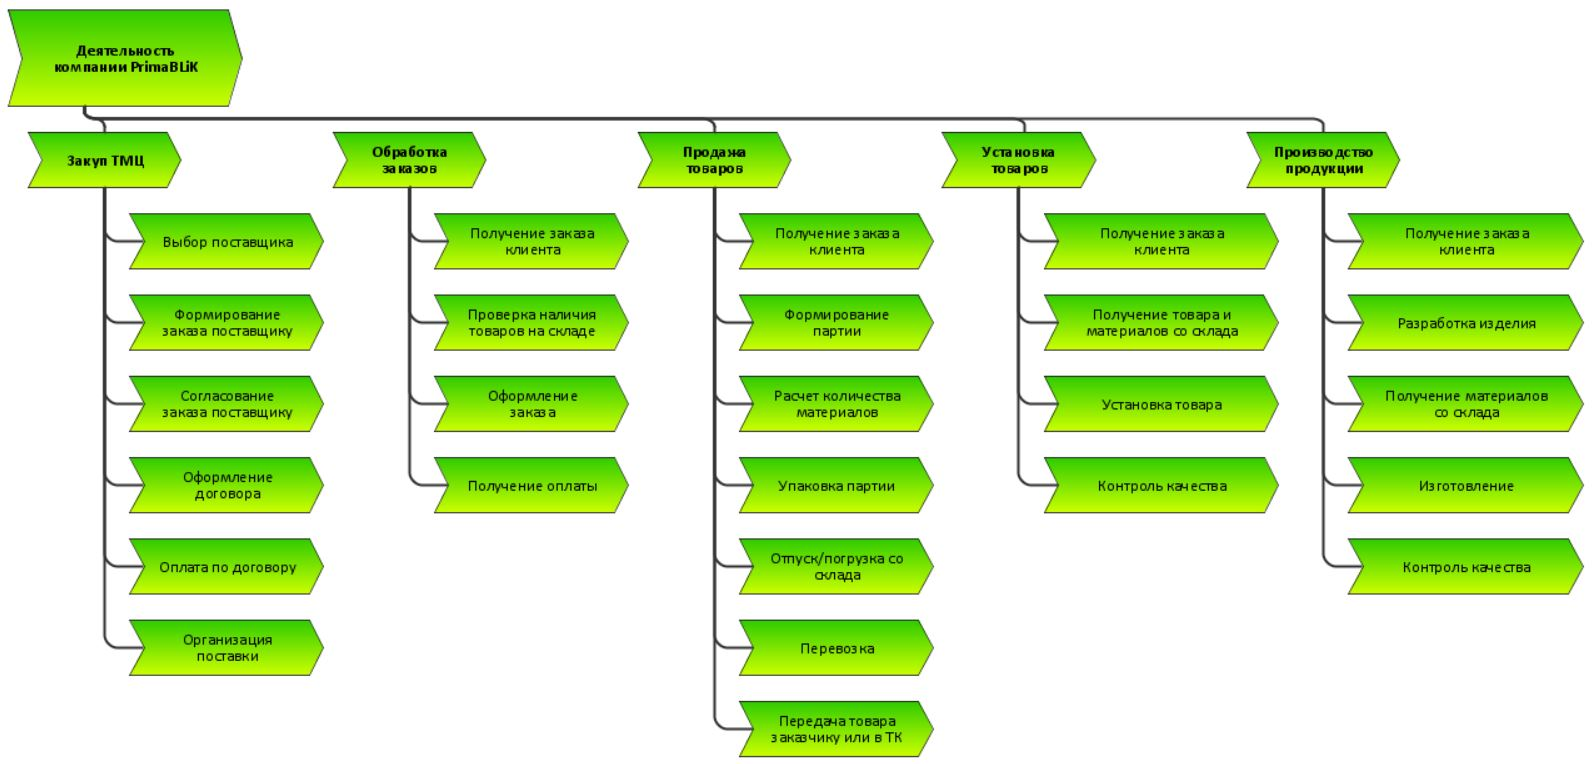 Деятельность
компании PrimaBLiK
Закуп ТМЦ
Выбор поставщика
Формирование
заказа поставщику
Согласование
заказа поставщику
Оформление
договора
Оплата по договору
Организация
поставки
Обработка
заказов
Получение заказа
клиента
Проверка наличия
товаров на складе
Оформление
заказа
Получение оплаты
Продажа
товаров
Получение заказа
клиента
Формирование
партии
Расчет количества
материалов
Упаковка партии
Отпуск/погрузка со
склада
Перевозка
Передача товара
заказчику или в ТК
Установка
товаров
Получение заказа
клиента
Получение товара и
материалов со склада
Установка товара
Контроль качества
Производство
продукции
Получение заказа
клиента
Разработка изделия
Получение материалов
со склада
Изготовление
Контроль качества